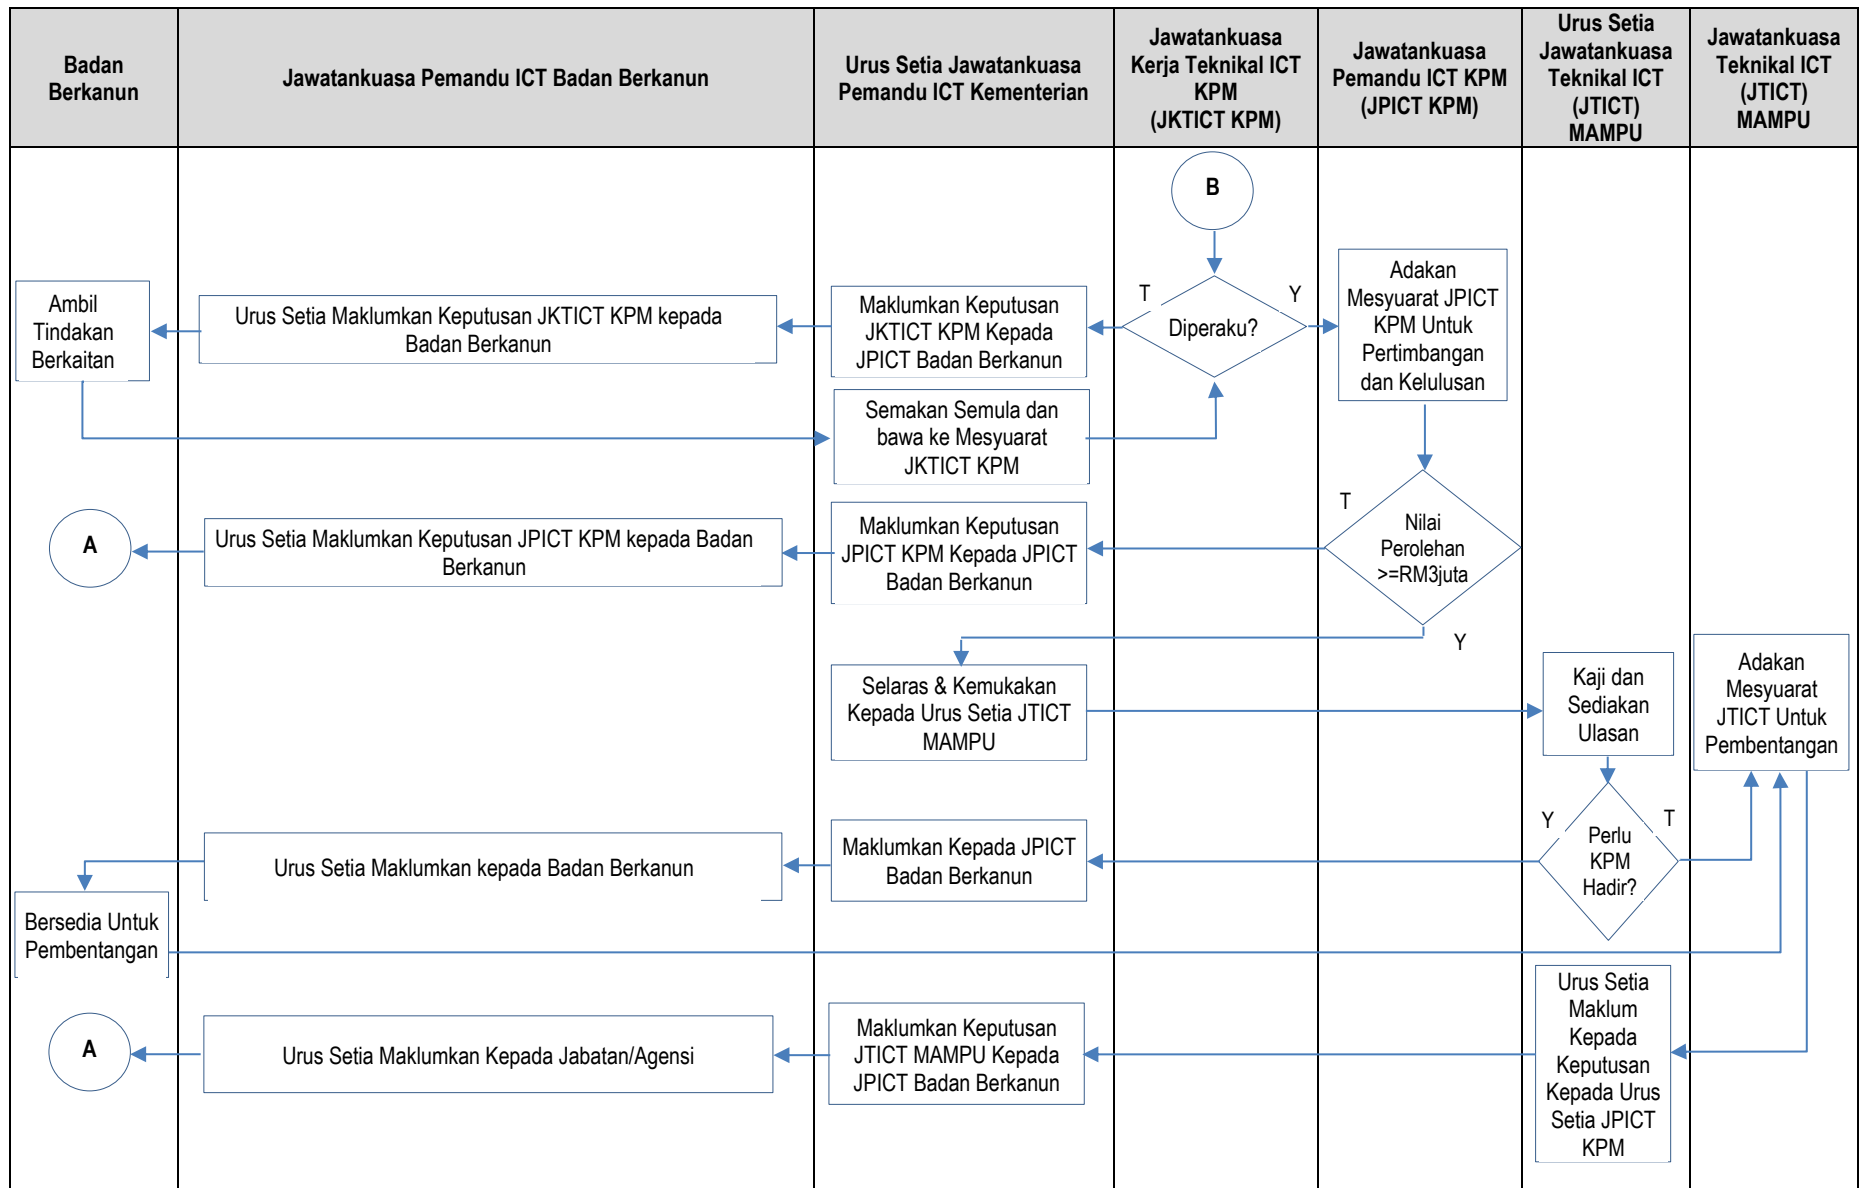 Badan
Berkanun
Jawatankuasa Pemandu ICT Badan Berkanun
Urus Setia Jawatankuasa
Pemandu ICT Kementerian
Jawatankuasa
Kerja Teknikal ICT
KPM
(JKTICT KPM)
Jawatankuasa
Pemandu ICT KPM
(JPICT KPM)
Urus Setia
Jawatankuasa
Teknikal ICT
(JTICT)
MAMPU
Jawatankuasa
Teknikal ICT
(JTICT)
MAMPU
B
Ambil
Tindakan
Berkaitan
Urus Setia Maklumkan Keputusan JKTICT KPM kepada
Badan Berkanun
Maklumkan Keputusan
JKTICT KPM Kepada
JPICT Badan Berkanun
T
Diperaku?
Y
Adakan
Mesyuarat JPICT
KPM Untuk
Pertimbangan
dan Kelulusan
Semakan Semula dan
bawa ke Mesyuarat
JKTICT KPM
A
Urus Setia Maklumkan Keputusan JPICT KPM kepada Badan
Berkanun
Maklumkan Keputusan
JPICT KPM Kepada JPICT
Badan Berkanun
T
Nilai
Perolehan
>=RM3juta
Y
Selaras & Kemukakan
Kepada Urus Setia JTICT
MAMPU
Kaji dan
Sediakan
Ulasan
Adakan
Mesyuarat
JTICT Untuk
Pembentangan
Y
Perlu
KPM
Hadir?
T
Maklumkan Kepada JPICT
Badan Berkanun
Urus Setia Maklumkan kepada Badan Berkanun
Bersedia Untuk
Pembentangan
A
Urus Setia Maklumkan Kepada Jabatan/Agensi
Maklumkan Keputusan
JTICT MAMPU Kepada
JPICT Badan Berkanun
Urus Setia
Maklum
Kepada
Keputusan
Kepada Urus
Setia JPICT
KPM